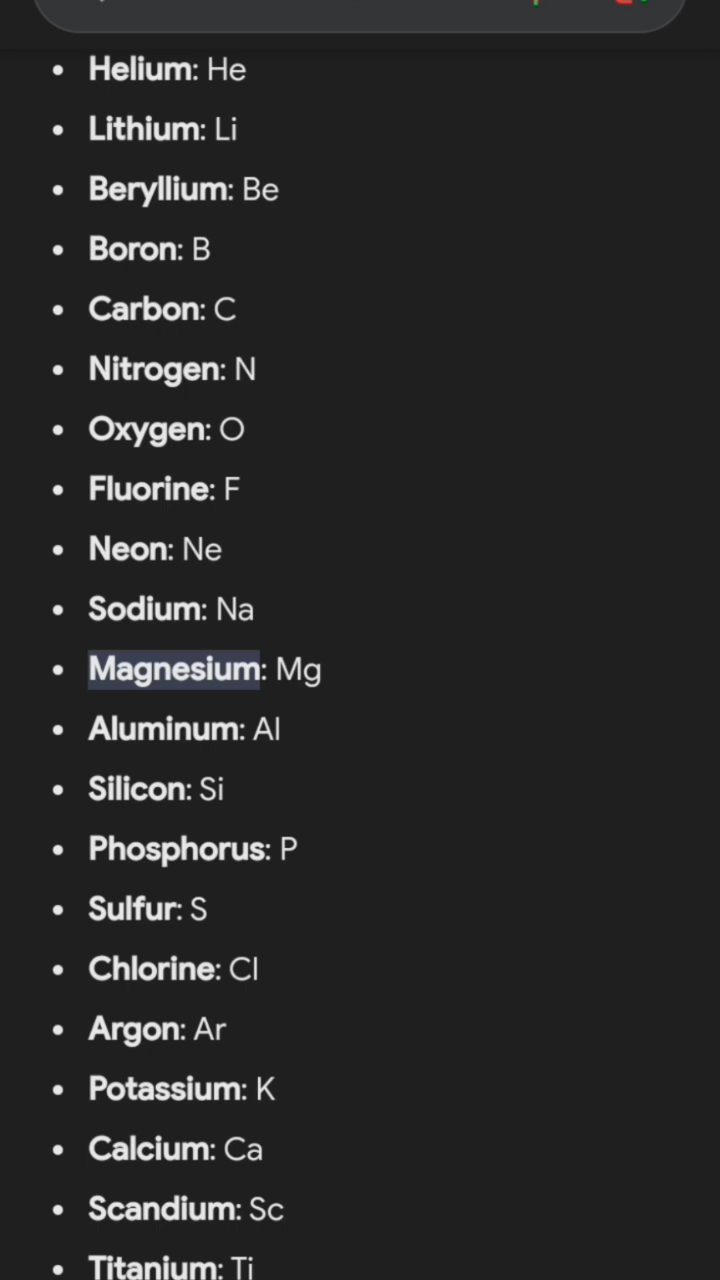 • Helium: He
• Lithium: Li
• Beryllium: Be
• Boron: B
• Carbon: C
• Nitrogen: N
• Oxygen: O
• Fluorine: F
• Neon: Ne
• Sodium: Na
• Magnesium: Mg
• Aluminum: Al
• Silicon: Si
• Phosphorus: P
• Sulfur: S
• Chlorine: Cl
• Argon: Ar
• Potassium: K
• Calcium: Ca
• Scandium: Sc
• Titanium: Ti